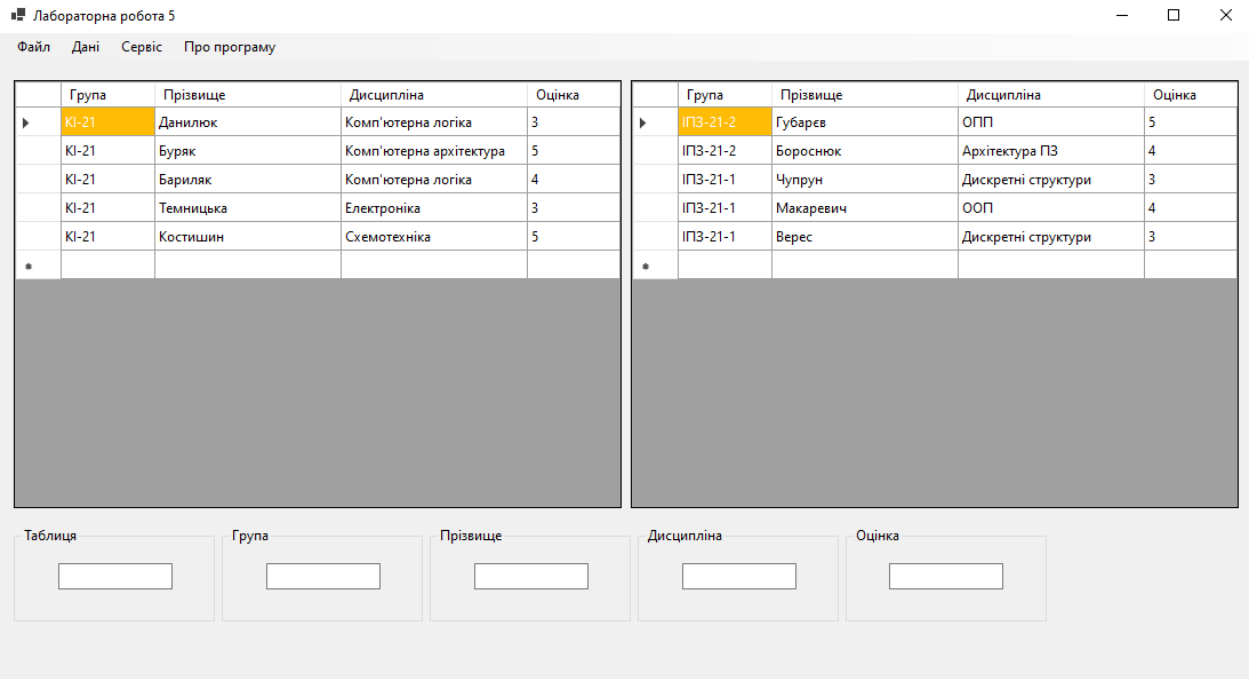 Лабораторна робота 5
Файл Дані Сервіс Про програму
Група Прізвище Дисципліна Оцінка
КІ-21 Данилюк Комп'ютерна логіка 3
КІ-21 Буряк Комп'ютерна архітектура 5
КІ-21 Бариляк Комп'ютерна логіка 4
КІ-21 Темницька Електроніка 3
КІ-21 Костишин Схемотехніка 5
Група Прізвище Дисципліна Оцінка
ІПЗ-21-2 Губарєв ОПП 5
ІПЗ-21-2 Бороснюк Архітектура ПЗ 4
ІПЗ-21-1 Чупрун Дискретні структури 3
ІПЗ-21-1 Макаревич ООП 4
ІПЗ-21-1 Верес Дискретні структури 3
Таблиця Група Прізвище Дисципліна Оцінка